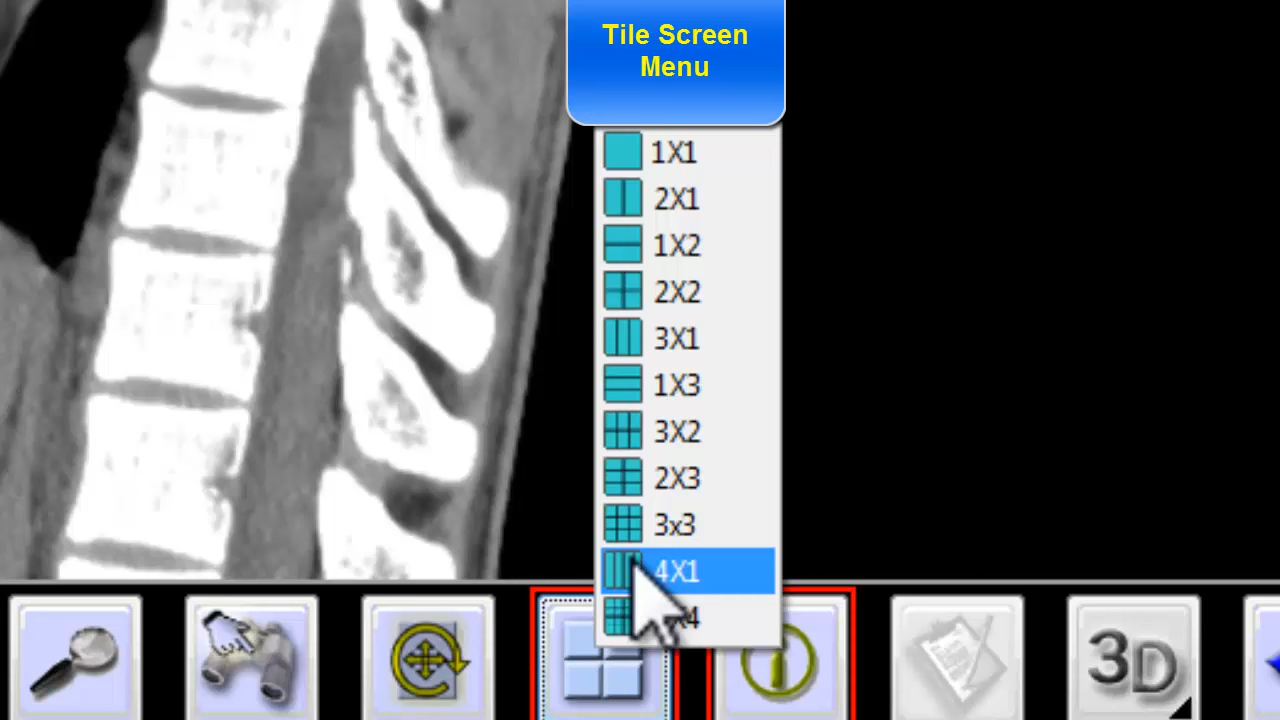 Tile Screen
Menu
1X1
2X1
1X2
2X2
3X1
1X3
3X2
2X3
3x3
4X1
3D